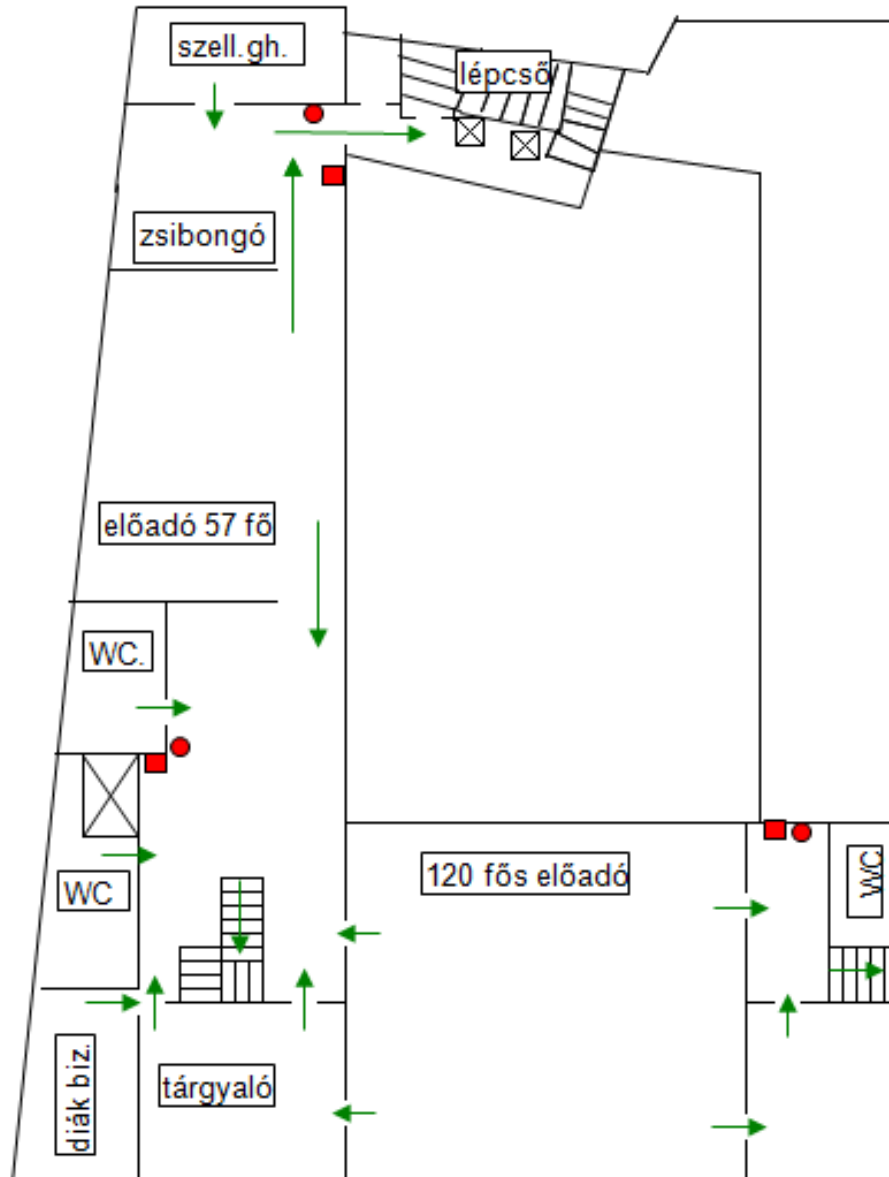 szell.gh.
lépcső
zsibongó
előadó 57 fő
WC.
120 fős előadó
WC
WC
diák biz.
tárgyaló